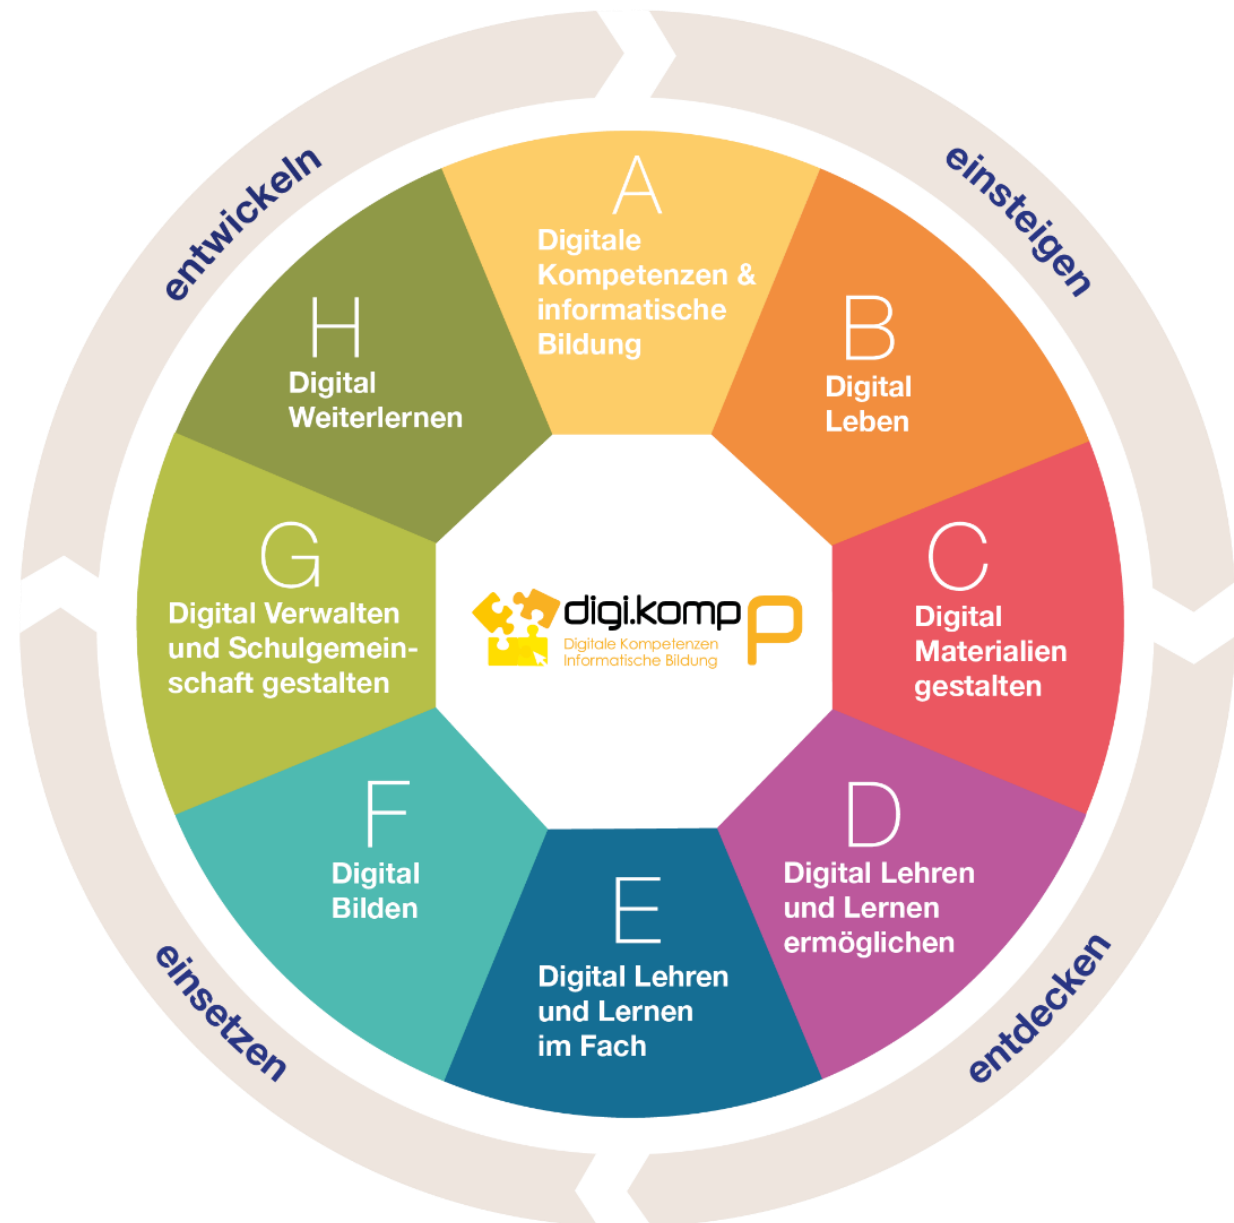 entwickeln
einsteigen
A
Digitale
Kompetenzen &
informatische
Bildung
B
Digital
Leben
C
Digital
Materialien
gestalten
D
Digital Lehren
und Lernen
ermöglichen
E
Digital Lehren
und Lernen
im Fach
F
Digital
Bilden
G
Digital Verwalten
und Schulgemein-
schaft gestalten
H
Digital
Weiterlernen
digi.komp P
Digitale Kompetenzen
Informatische Bildung
einsetzen
entdecken